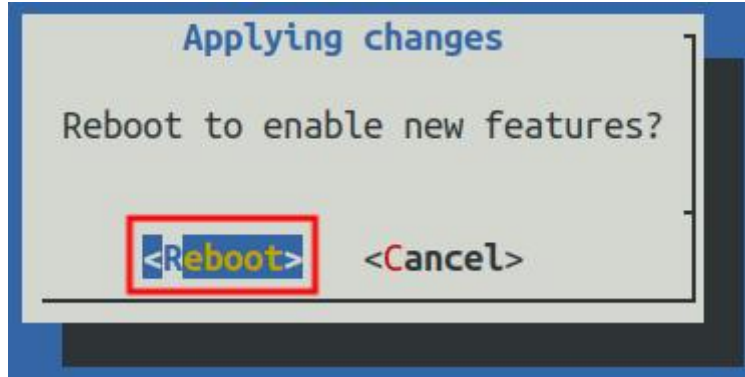 Applying changes
Reboot to enable new features?
<Reboot> <Cancel>